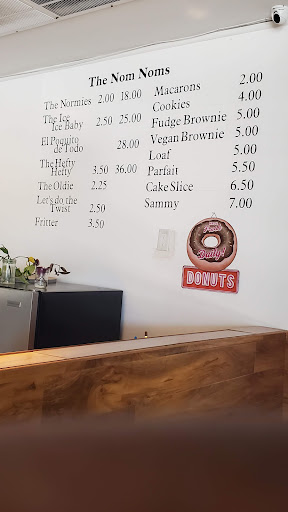 The Nom Noms
The Normies 2.00 18.00
The Ice
Ice Baby 2.50 25.00
El Poquito
de Todo 28.00
The Hefty
Hefty 3.50 36.00
The Oldie 2.25
Let's do the
Twist 2.50
Fritter 3.50
Macarons 2.00
Cookies 4.00
Fudge Brownie 5.00
Vegan Brownie 5.50
Loaf 5.00
Parfait 5.50
Cake Slice 6.50
Sammy 7.00
Daily!
DONUTS